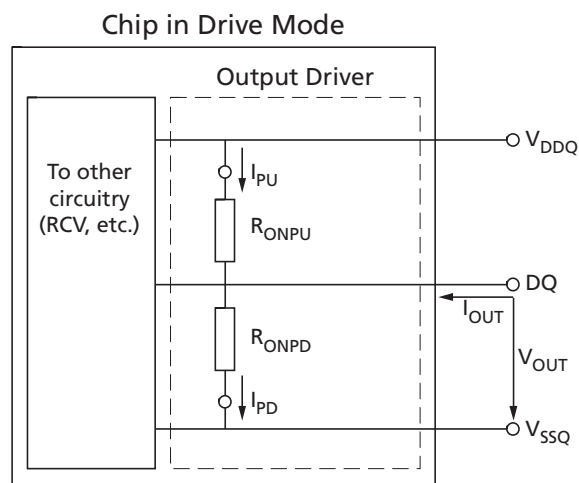 Chip in Drive Mode
Output Driver
To other
circuitry
(RCV, etc.)
V_DDQ
I_PU
R_ONPU
DQ
I_OUT
R_ONPD
V_OUT
I_PD
V_SSQ